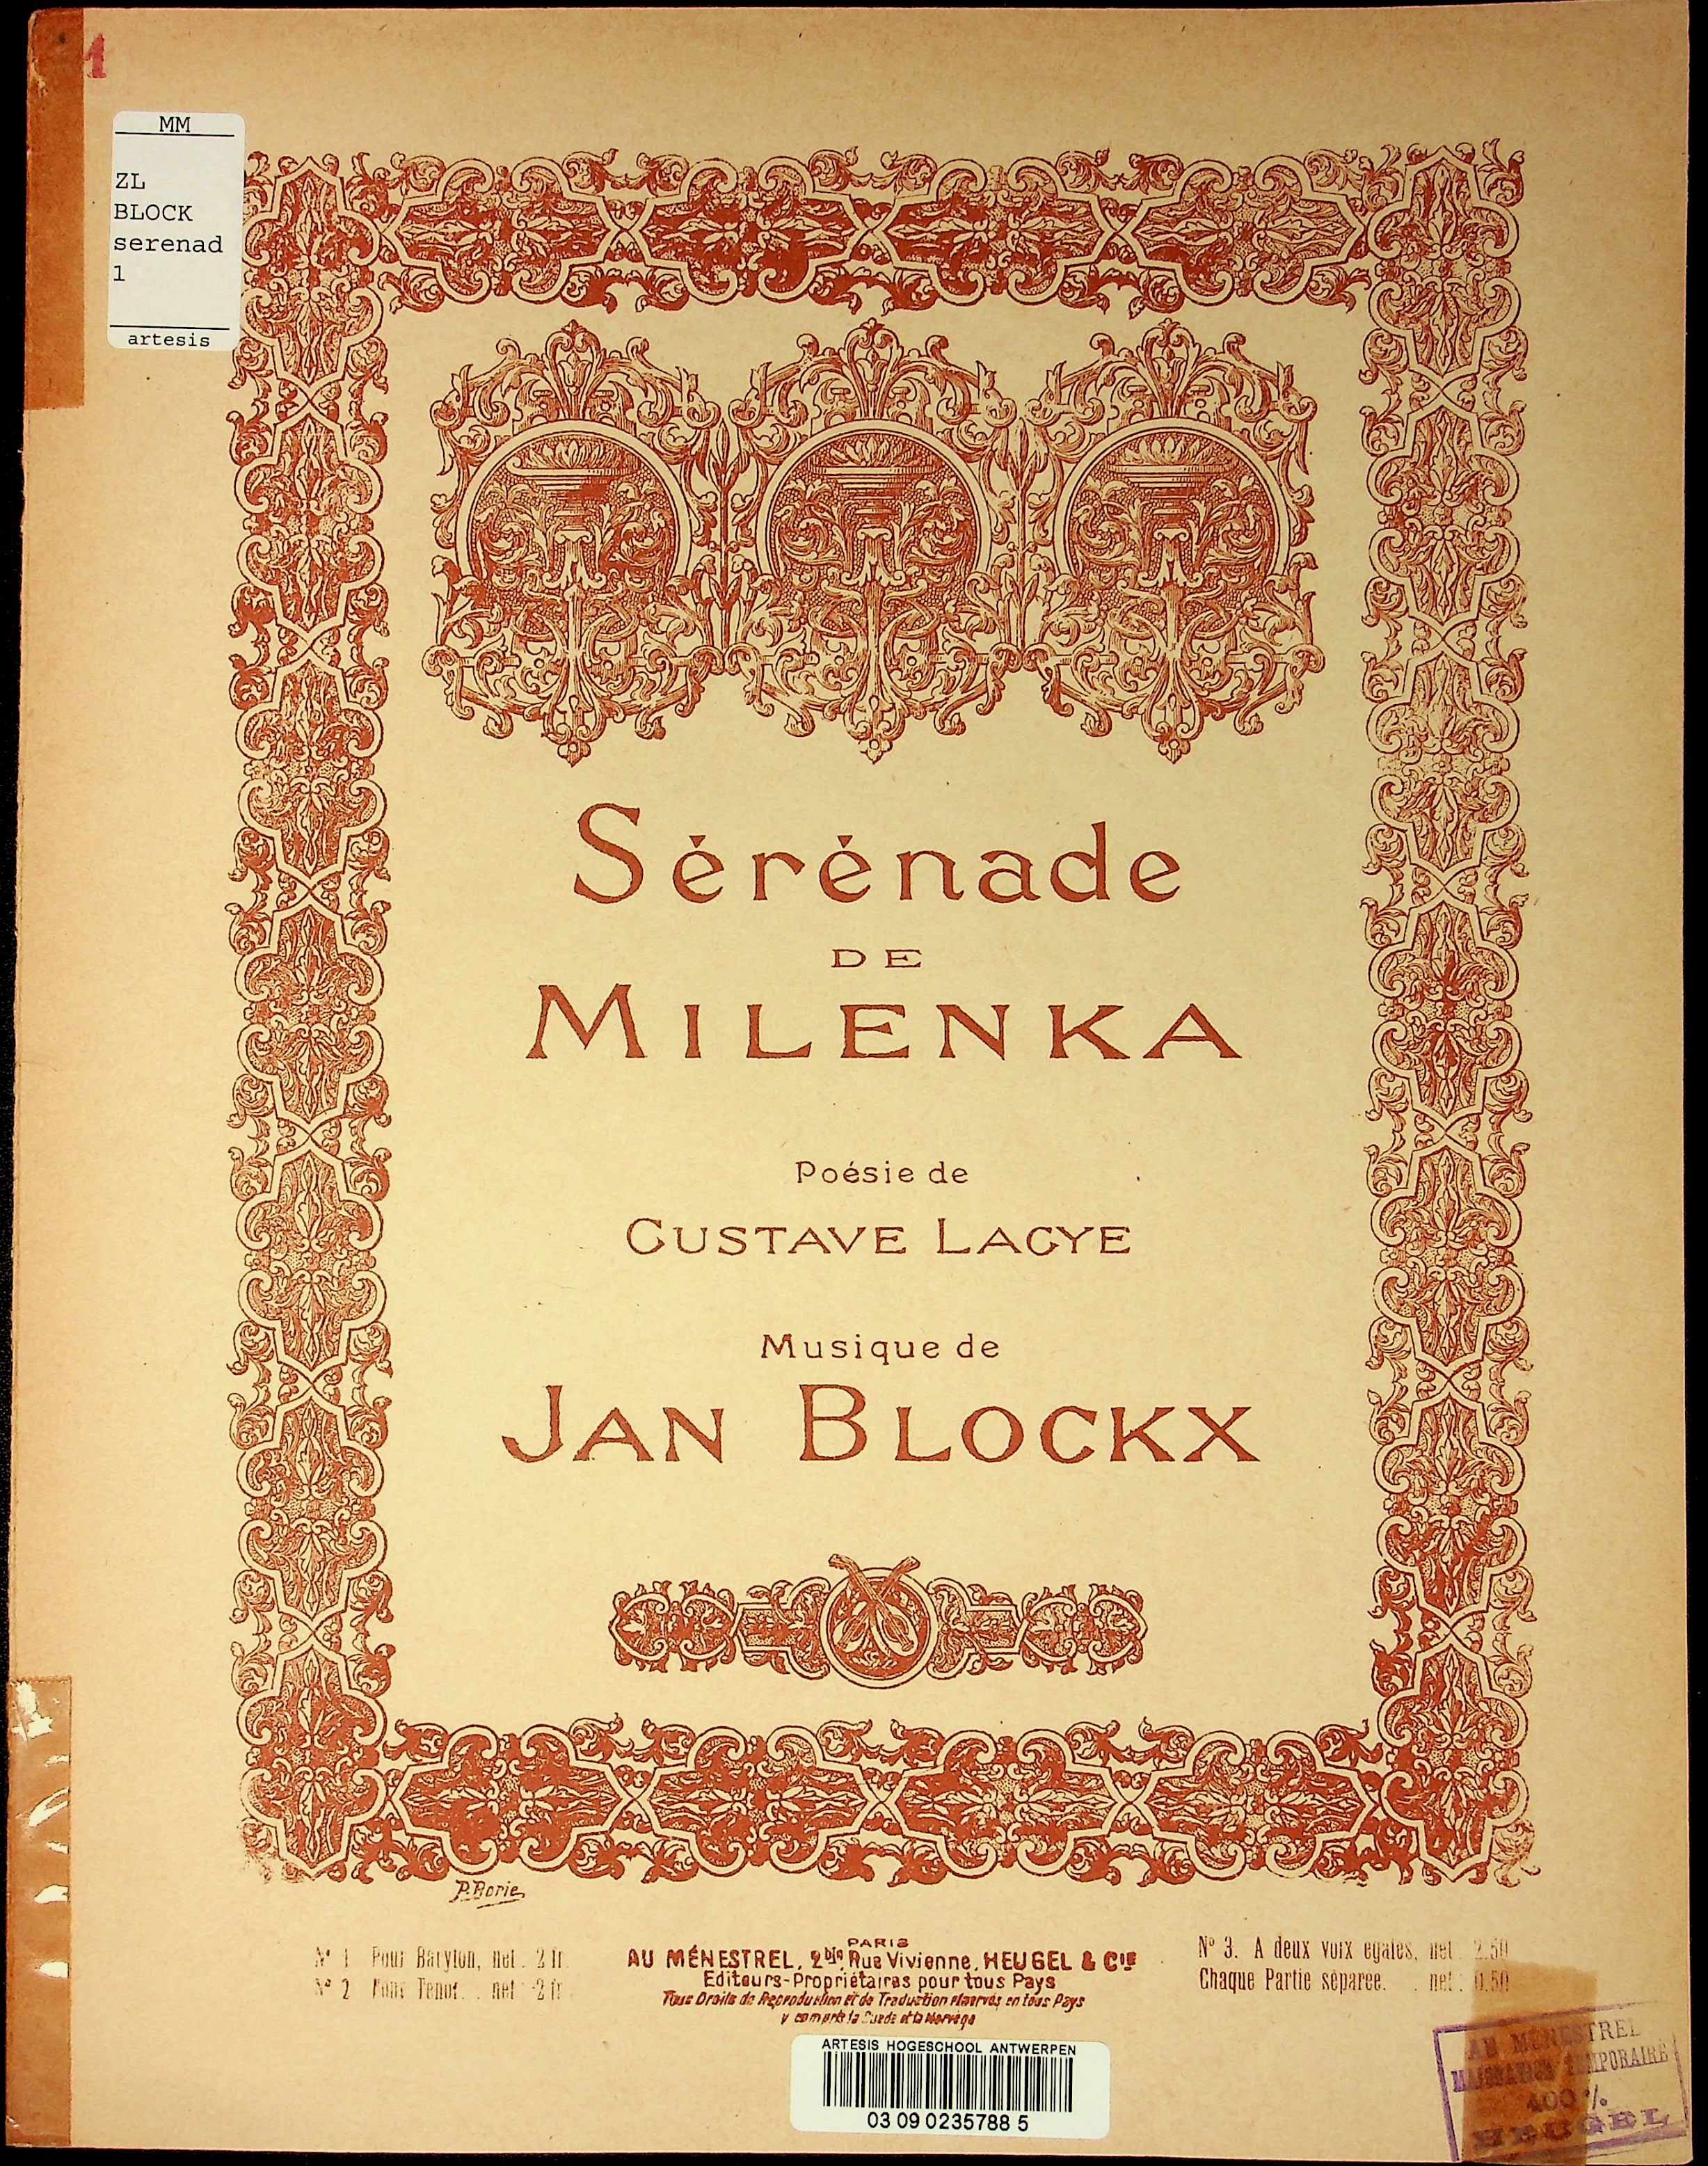 1
MM
ZL
BLOCK
serenad
1
artesis
Sérénade
DE
MILENKA
Poésie de
GUSTAVE LAGYE
Musique de
JAN BLOCKX
P. Borie
N° 1 Pour Baryton, net . 2 fr.
N° 2 Pour Tenor . . net . 2 fr.
PARIS
AU MÉNESTREL, 2bis, Rue Vivienne, HEUGEL & Cie
Editeurs-Propriétaires pour tous Pays
Tous Droits de Reproduction et de Traduction réservés en tous Pays
y compris la Suède et la Norvège
N° 3. A deux voix egales, net . 2.50
Chaque Partie séparée. . net : 0.50
AU MÉNESTREL
MAJORATION TEMPORAIRE
400 %
HEUGEL
ARTESIS HOGESCHOOL ANTWERPEN
03 09 0235788 5